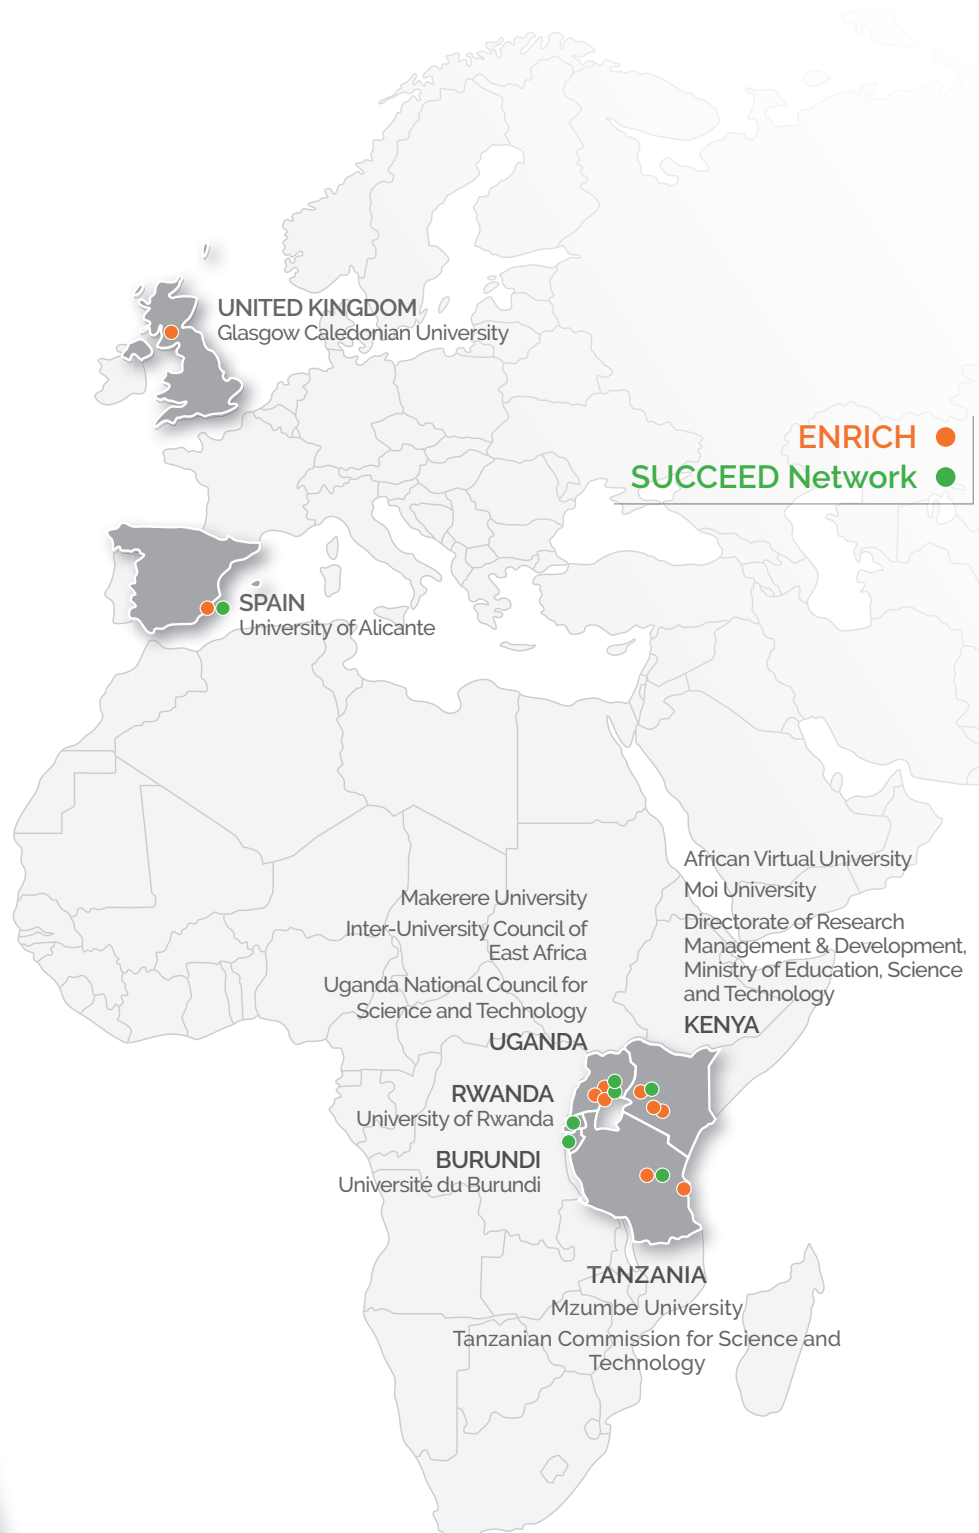 UNITED KINGDOM
Glasgow Caledonian University
ENRICH
SUCCEED Network
SPAIN
University of Alicante
African Virtual University
Moi University
Directorate of Research
Management & Development,
Ministry of Education, Science
and Technology
KENYA
Makerere University
Inter-University Council of
East Africa
Uganda National Council for
Science and Technology
UGANDA
RWANDA
University of Rwanda
BURUNDI
Université du Burundi
TANZANIA
Mzumbe University
Tanzanian Commission for Science and
Technology